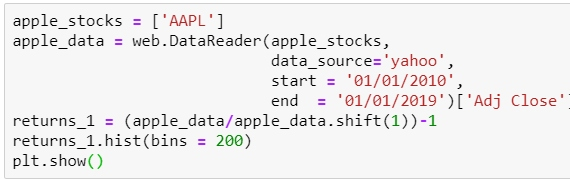 apple_stocks = ['AAPL']
apple_data = web.DataReader(apple_stocks,
                            data_source='yahoo',
                            start = '01/01/2010',
                            end  = '01/01/2019')['Adj Close']
returns_1 = (apple_data/apple_data.shift(1))-1
returns_1.hist(bins = 200)
plt.show()